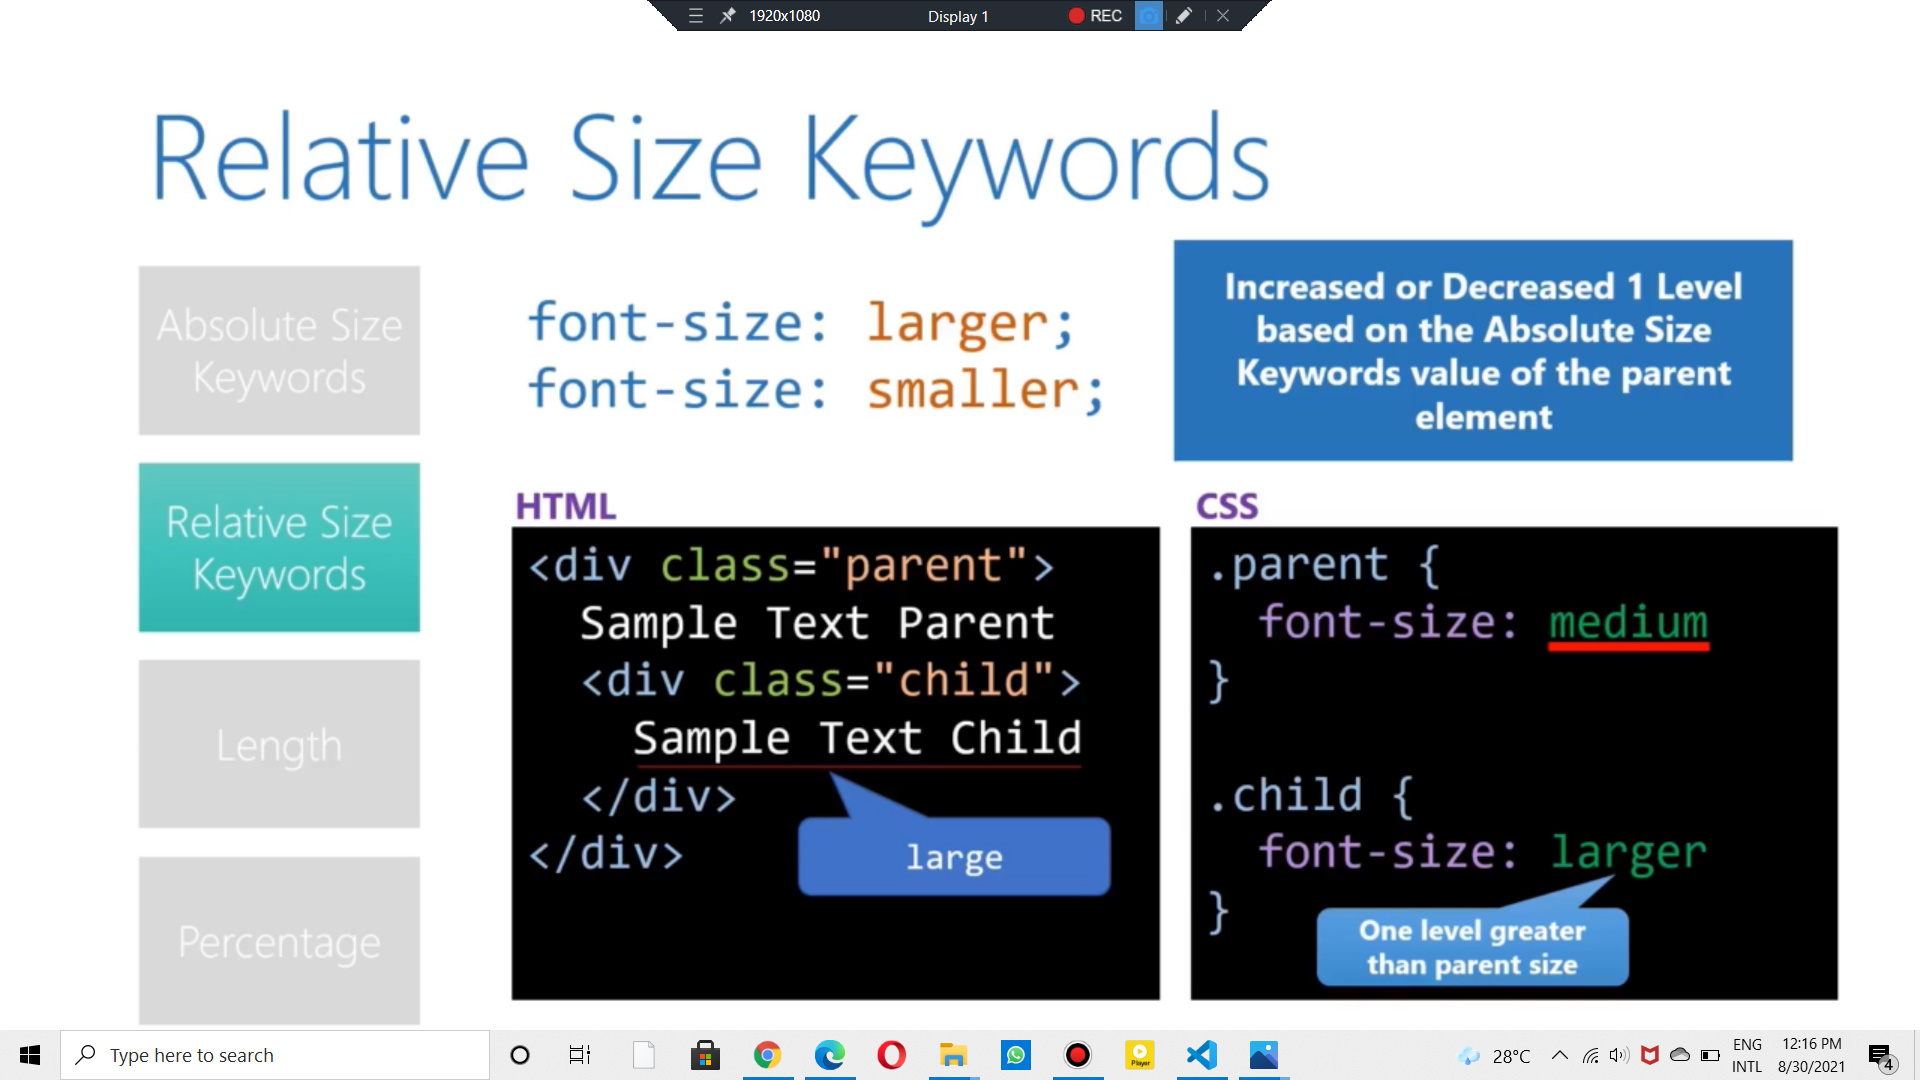 1920x1080
Display 1
REC
Relative Size Keywords
Absolute Size
Keywords
Relative Size
Keywords
Length
Percentage
font-size: larger;
font-size: smaller;
Increased or Decreased 1 Level
based on the Absolute Size
Keywords value of the parent
element
HTML
<div class="parent">
Sample Text Parent
<div class="child">
Sample Text Child
</div>
</div>
large
CSS
.parent {
font-size: medium
}
.child {
font-size: larger
}
One level greater
than parent size
Type here to search
Player
28°C
ENG
INTL
12:16 PM
8/30/2021
4